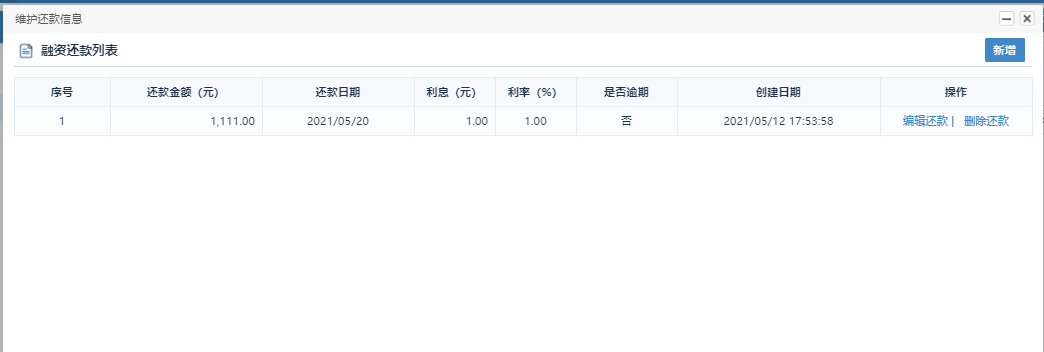 维护还款信息
融资还款列表 新增
序号 还款金额（元） 还款日期 利息（元） 利率（%） 是否逾期 创建日期 操作
1 1,111.00 2021/05/20 1.00 1.00 否 2021/05/12 17:53:58 编辑还款 | 删除还款